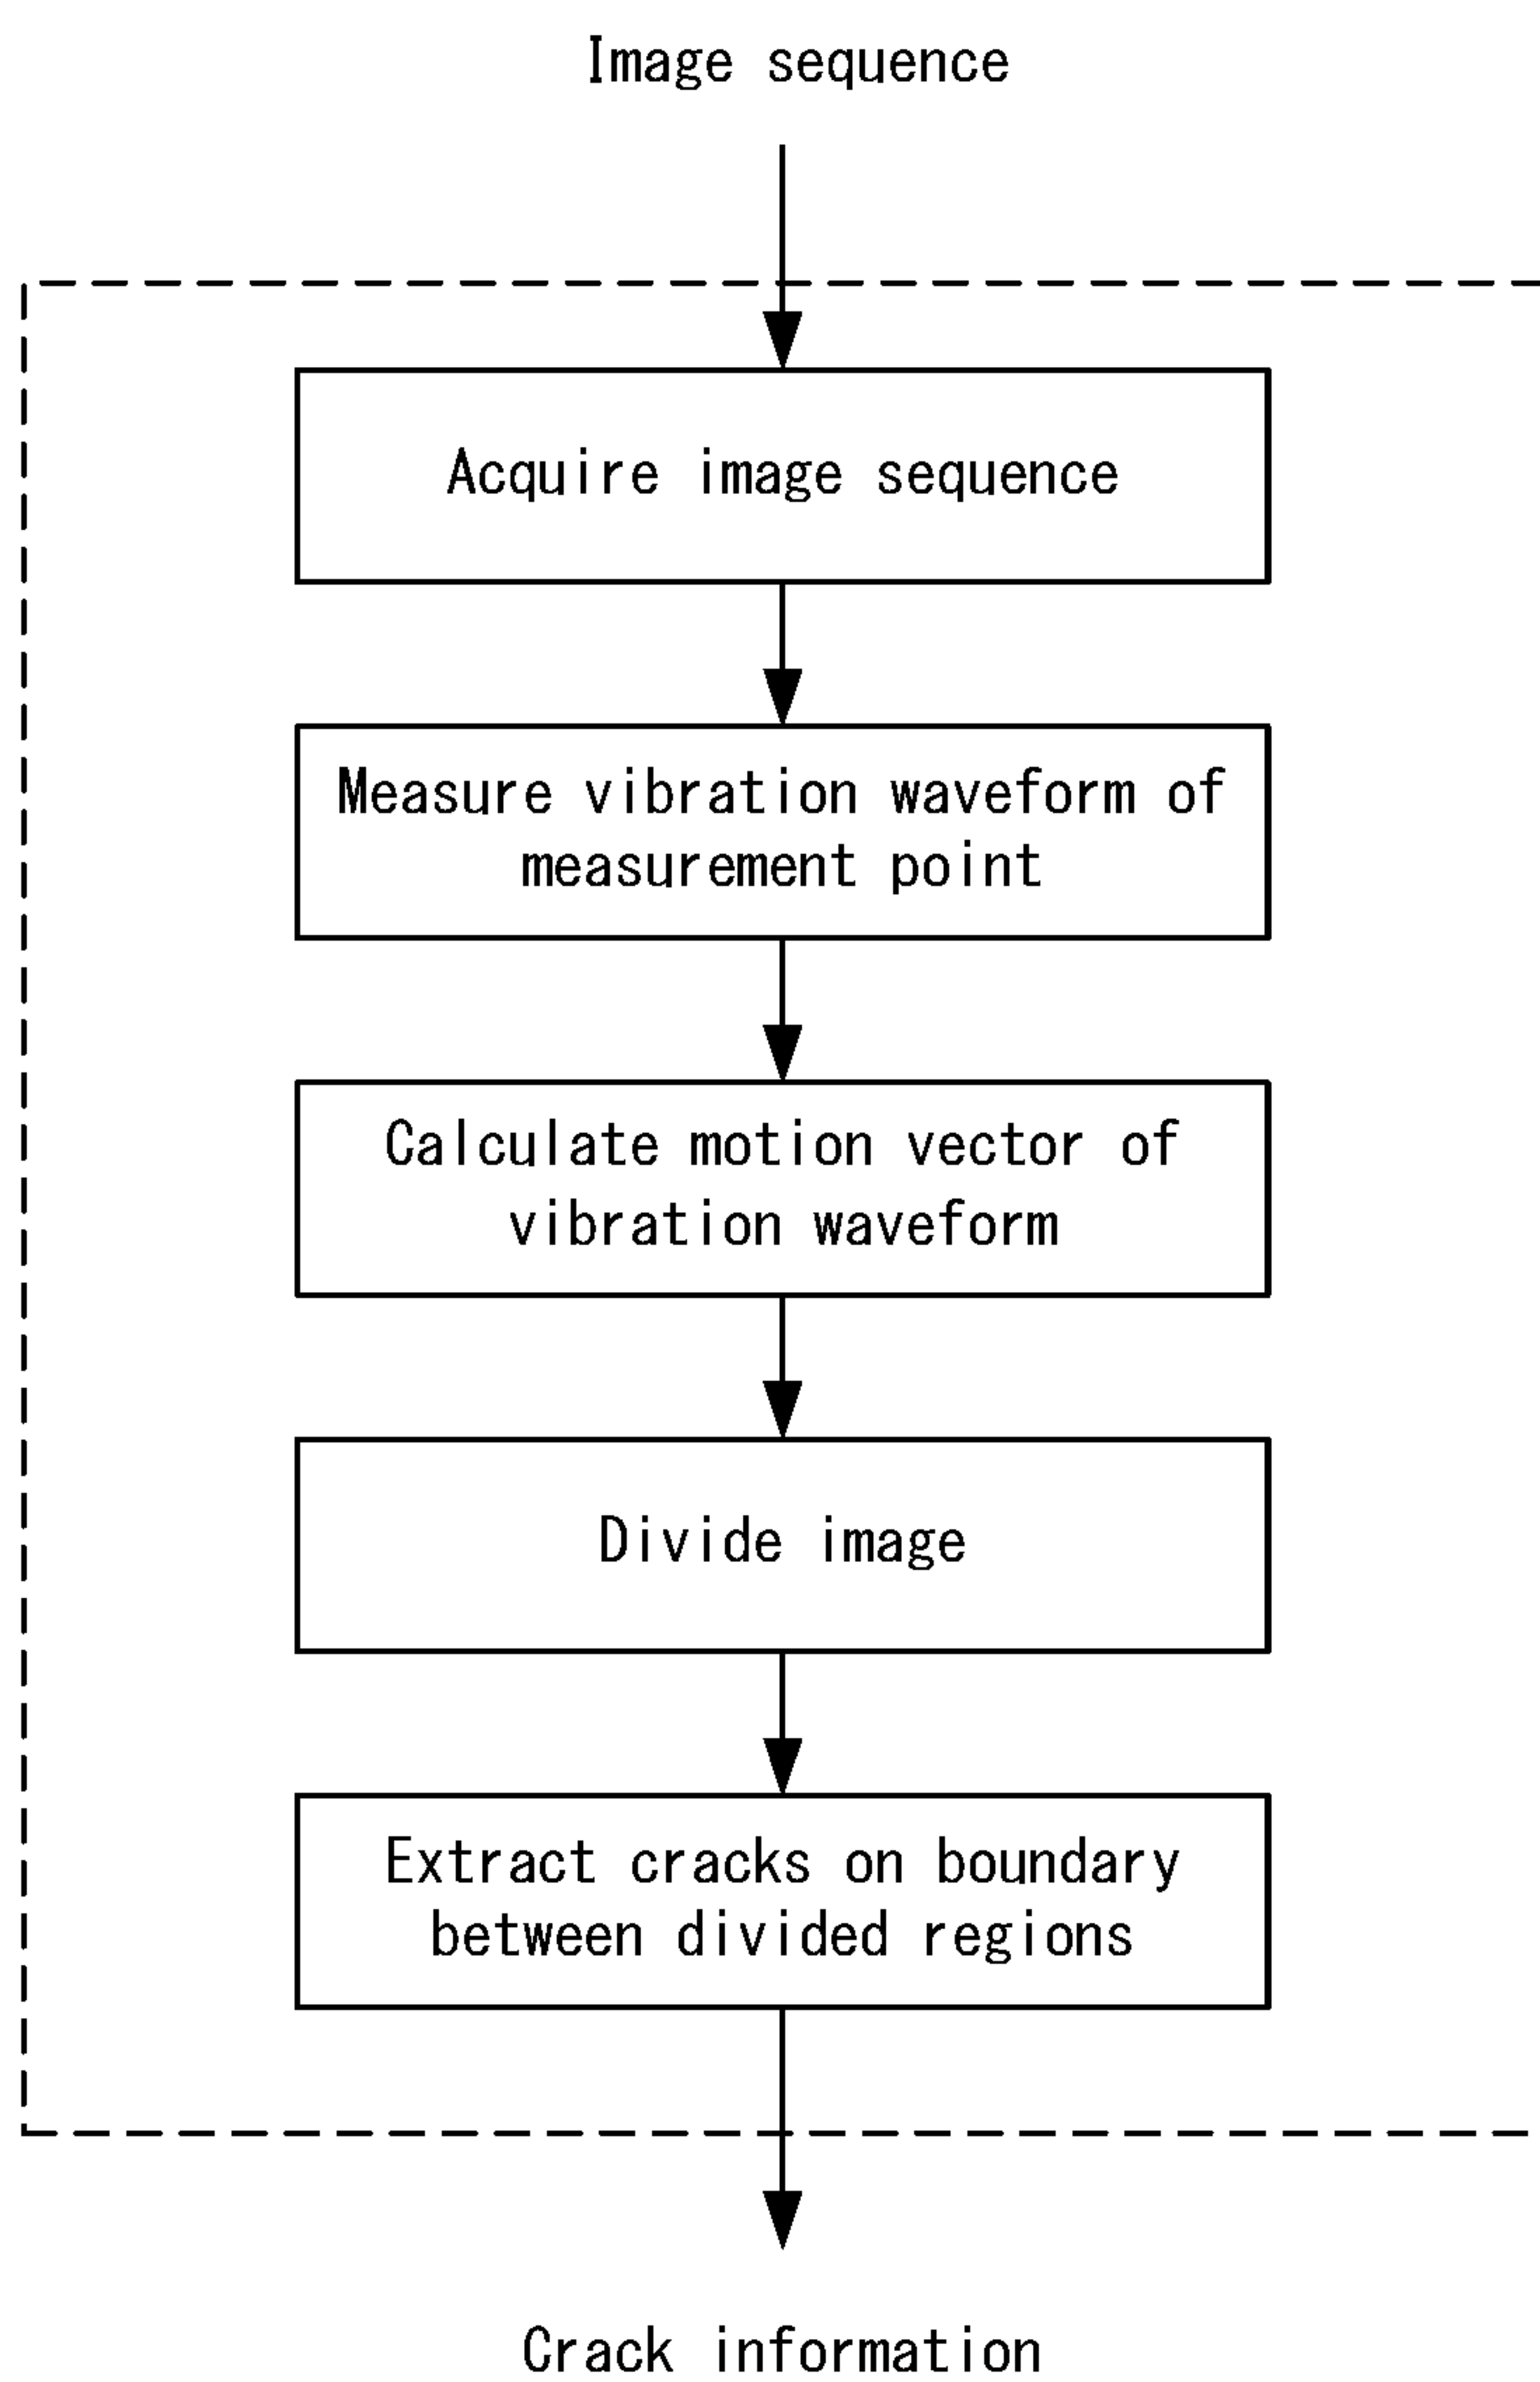 Image sequence
Acquire image sequence
Measure vibration waveform of
measurement point
Calculate motion vector of
vibration waveform
Divide image
Extract cracks on boundary
between divided regions
Crack information